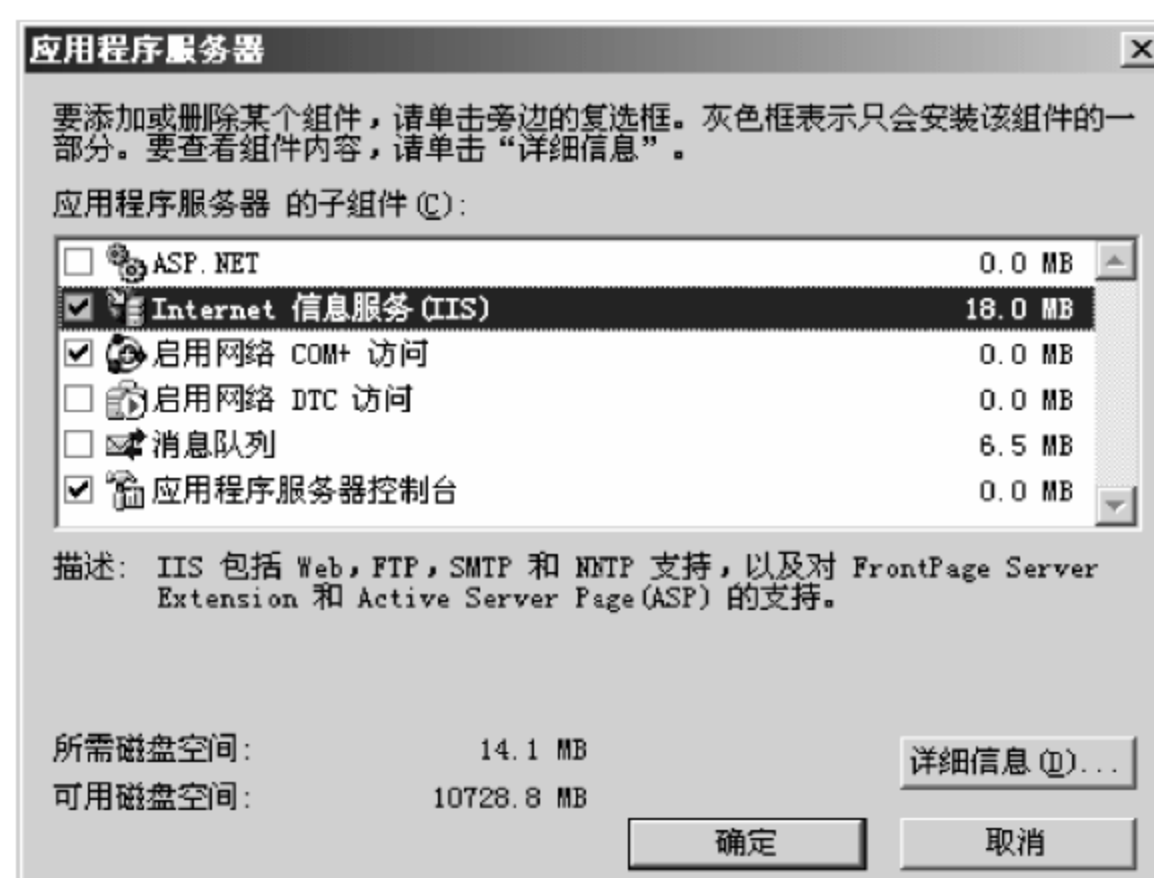 应用程序服务器
要添加或删除某个组件，请单击旁边的复选框。灰色框表示只会安装该组件的一
部分。要查看组件内容，请单击“详细信息”。
应用程序服务器 的子组件(C):
ASP.NET 0.0 MB
Internet 信息服务(IIS) 18.0 MB
启用网络 COM+ 访问 0.0 MB
启用网络 DTC 访问 0.0 MB
消息队列 6.5 MB
应用程序服务器控制台 0.0 MB
描述: IIS 包括 Web，FTP，SMTP 和 NNTP 支持，以及对 FrontPage Server
Extension 和 Active Server Page(ASP) 的支持。
所需磁盘空间: 14.1 MB
详细信息(D)...
可用磁盘空间: 10728.8 MB
确定 取消